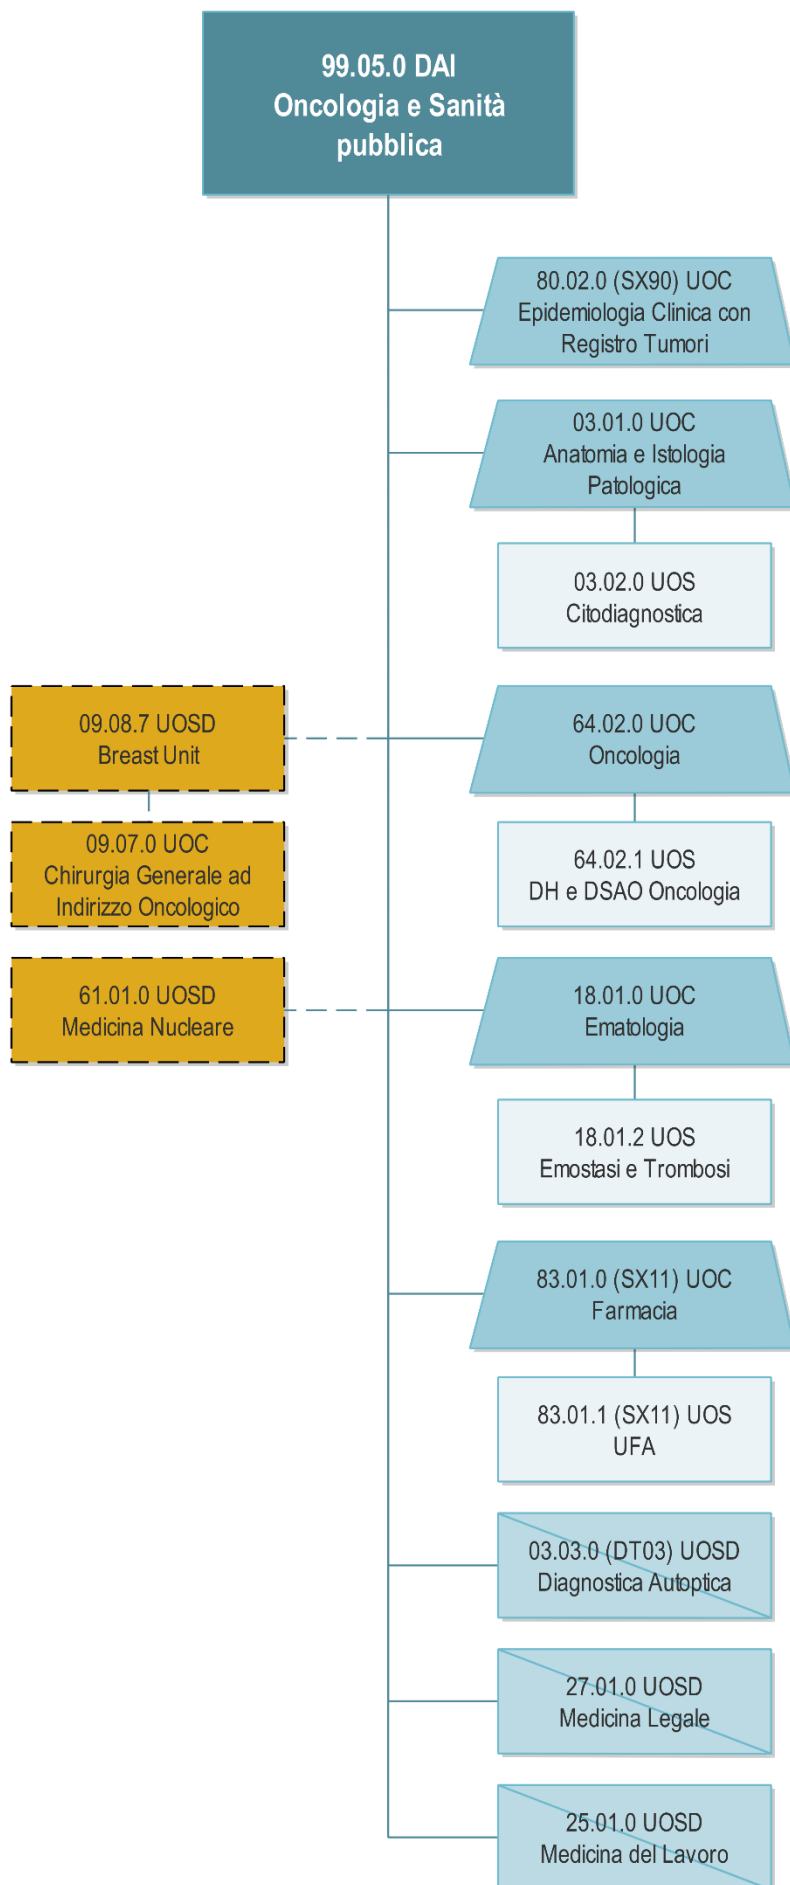 99.05.0 DAI
Oncologia e Sanità
pubblica
80.02.0 (SX90) UOC
Epidemiologia Clinica con
Registro Tumori
03.01.0 UOC
Anatomia e Istologia
Patologica
03.02.0 UOS
Citodiagnostica
09.08.7 UOSD
Breast Unit
64.02.0 UOC
Oncologia
09.07.0 UOC
Chirurgia Generale ad
Indirizzo Oncologico
64.02.1 UOS
DH e DSAO Oncologia
61.01.0 UOSD
Medicina Nucleare
18.01.0 UOC
Ematologia
18.01.2 UOS
Emostasi e Trombosi
83.01.0 (SX11) UOC
Farmacia
83.01.1 (SX11) UOS
UFA
03.03.0 (DT03) UOSD
Diagnostica Autoptica
27.01.0 UOSD
Medicina Legale
25.01.0 UOSD
Medicina del Lavoro